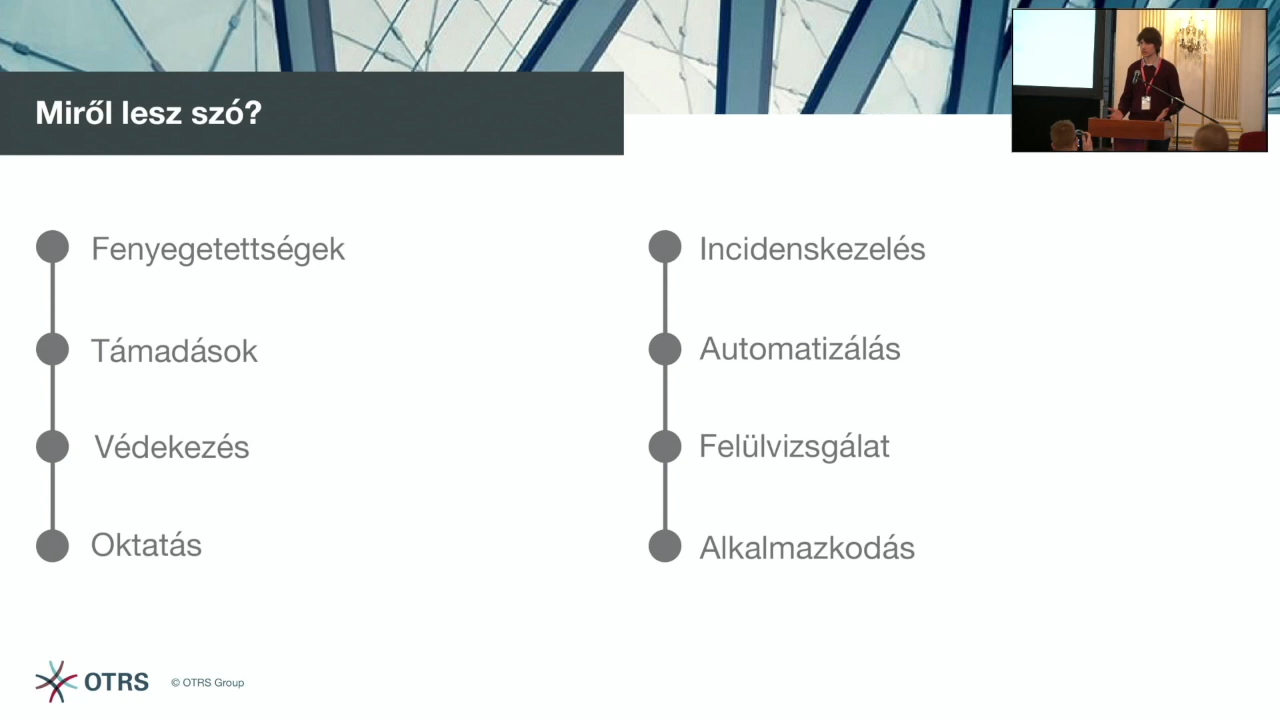 Miről lesz szó?
Fenyegetettségek
Támadások
Védekezés
Oktatás
Incidenskezelés
Automatizálás
Felülvizsgálat
Alkalmazkodás
OTRS © OTRS Group